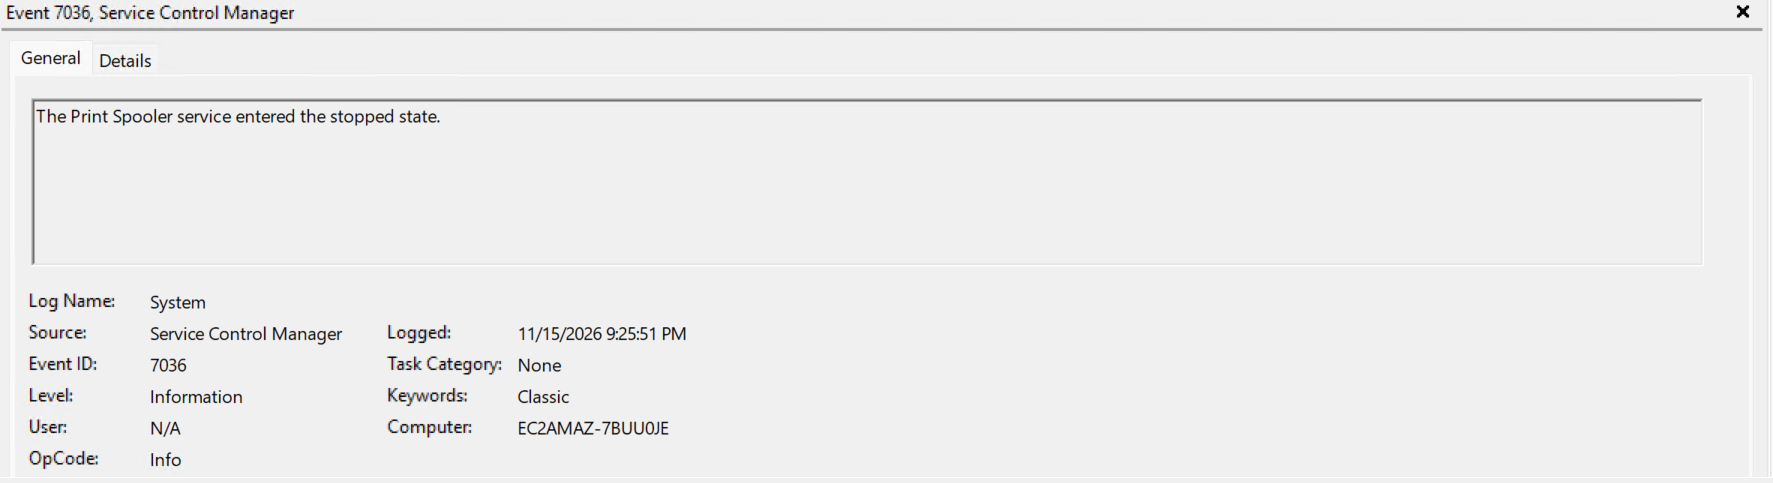 Event 7036, Service Control Manager
General Details
The Print Spooler service entered the stopped state.
Log Name: System
Source: Service Control Manager Logged: 11/15/2026 9:25:51 PM
Event ID: 7036 Task Category: None
Level: Information Keywords: Classic
User: N/A Computer: EC2AMAZ-7BUU0JE
OpCode: Info